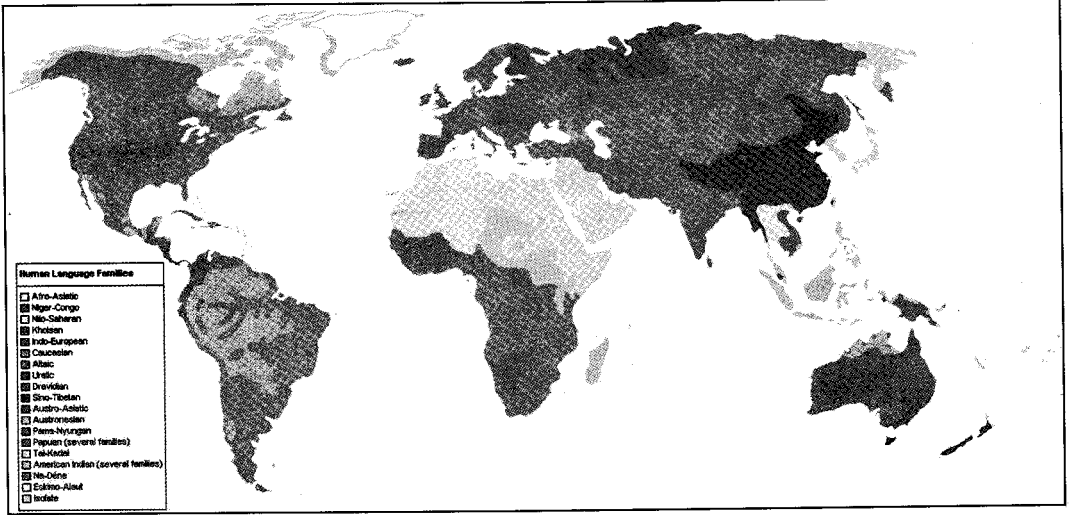 Human Language Families
Afro-Asiatic
Niger-Congo
Nilo-Saharan
Khoisan
Indo-European
Caucasian
Altaic
Uralic
Dravidian
Sino-Tibetan
Austro-Asiatic
Austronesian
Pama-Nyungan
Papuan (several families)
Tai-Kadai
American Indian (several families)
Na-Déne
Eskimo-Aleut
Isolate